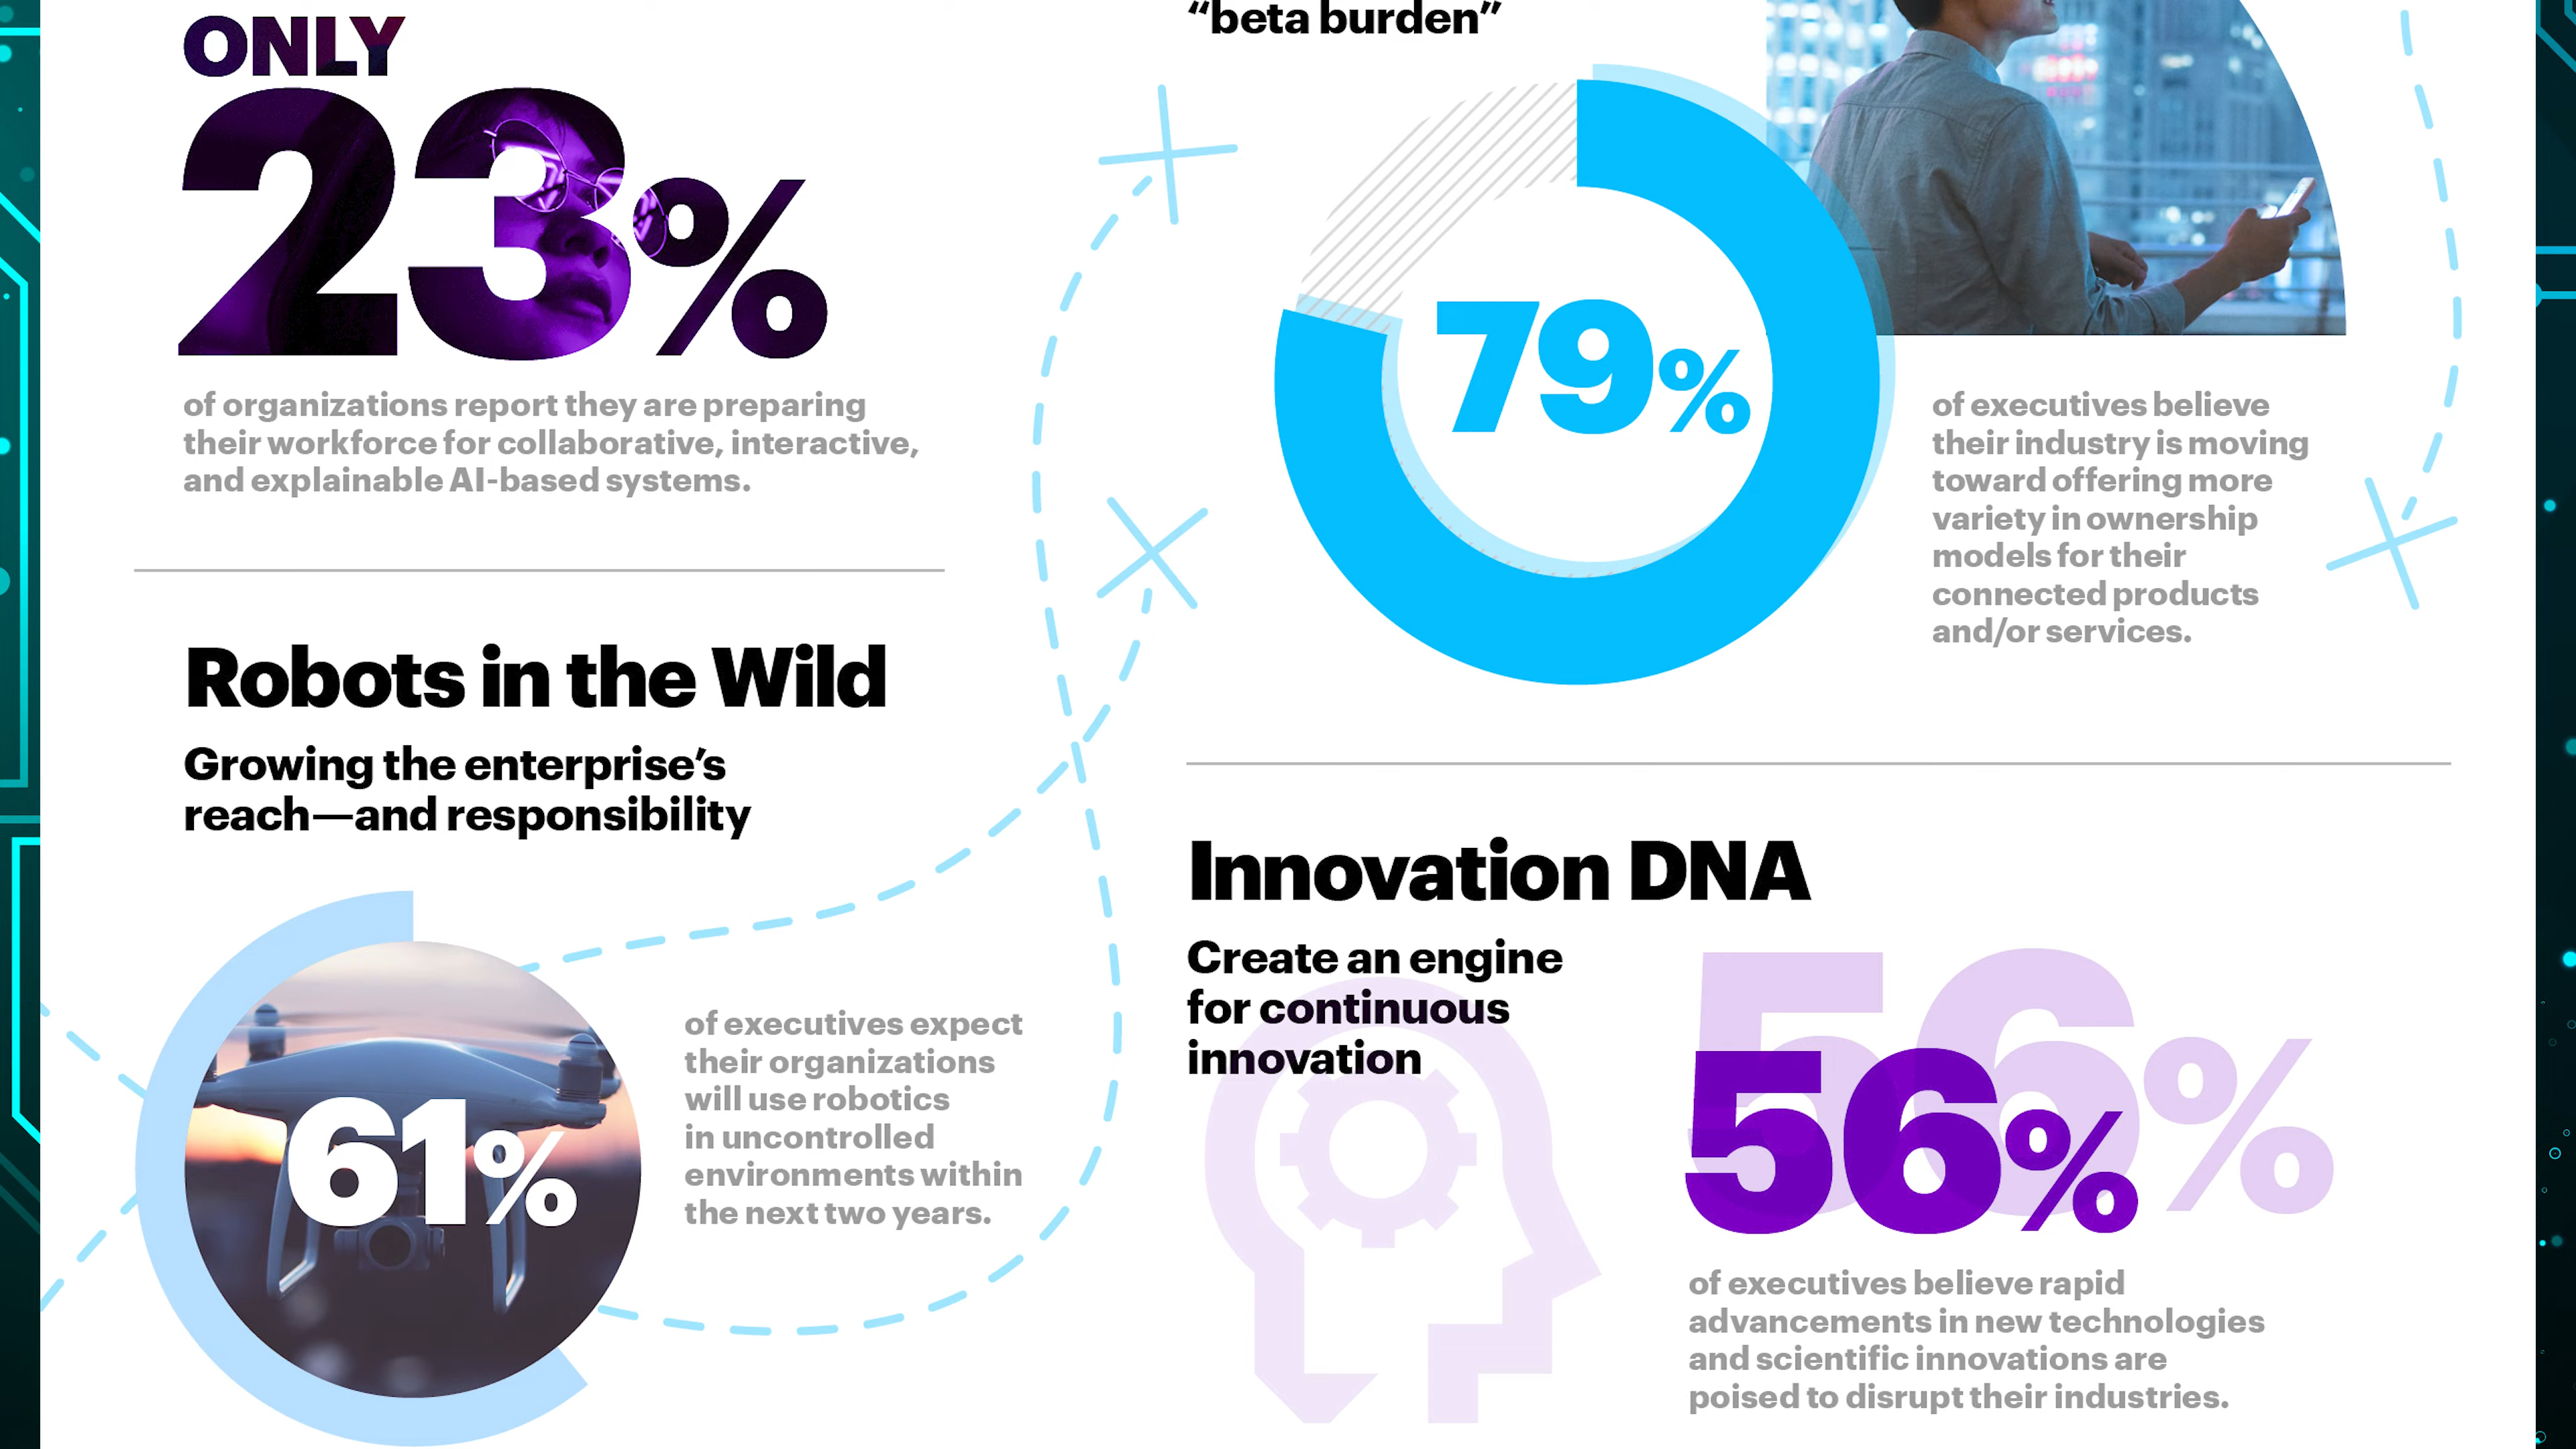 ONLY
23%
of organizations report they are preparing
their workforce for collaborative, interactive,
and explainable AI-based systems.
Robots in the Wild
Growing the enterprise’s
reach—and responsibility
61%
of executives expect
their organizations
will use robotics
in uncontrolled
environments within
the next two years.
“beta burden”
79%
of executives believe
their industry is moving
toward offering more
variety in ownership
models for their
connected products
and/or services.
Innovation DNA
Create an engine
for continuous
innovation
56%
56%
of executives believe rapid
advancements in new technologies
and scientific innovations are
poised to disrupt their industries.